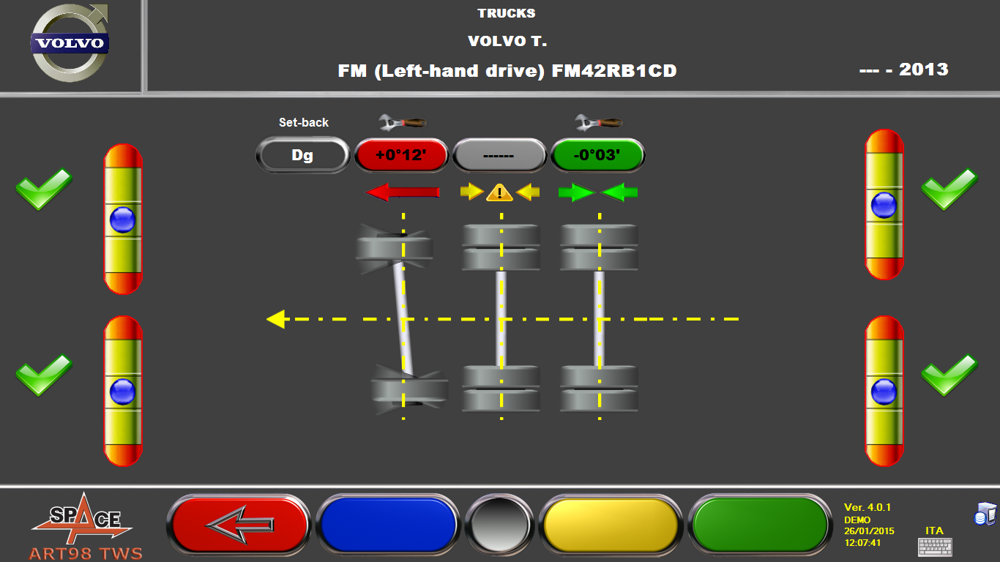 VOLVO
TRUCKS
VOLVO T.
FM (Left-hand drive) FM42RB1CD
--- - 2013
Set-back
Dg
+0°12'
------
-0°03'
!
SPACE
ART98 TWS
Ver. 4.0.1
DEMO
26/01/2015
12:07:41
ITA